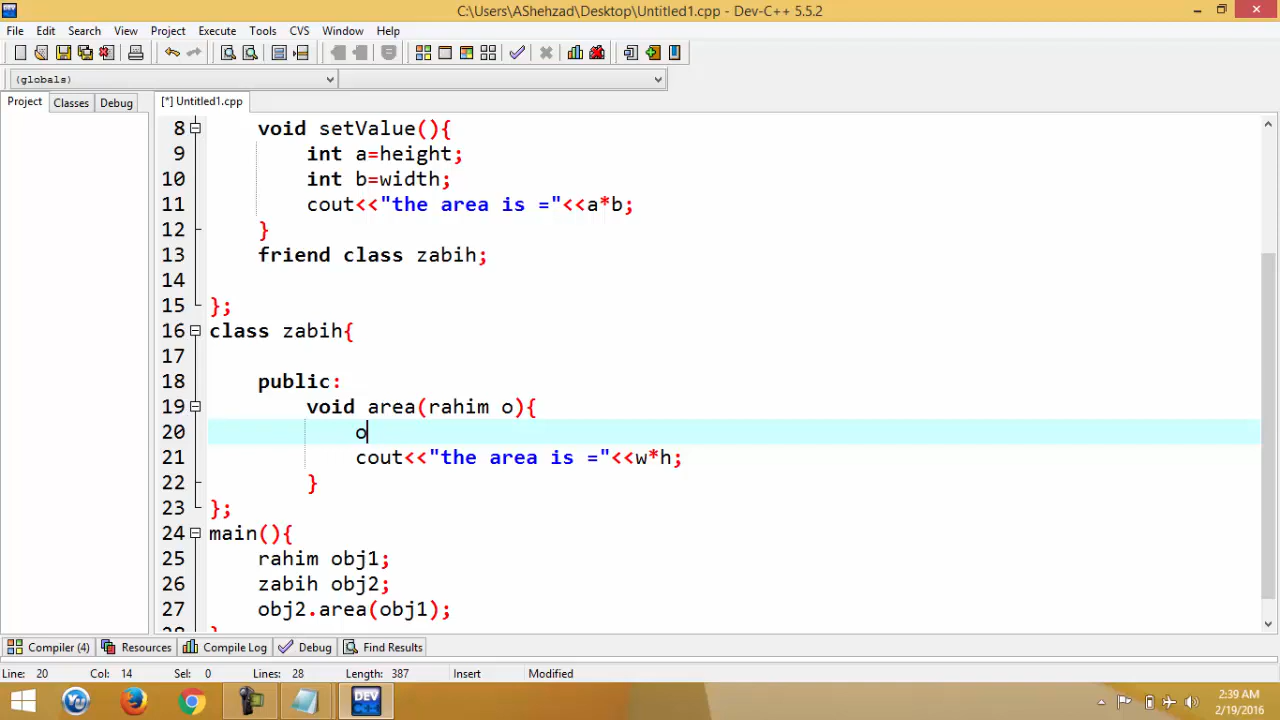 C:\Users\AShehzad\Desktop\Untitled1.cpp - Dev-C++ 5.5.2
File Edit Search View Project Execute Tools CVS Window Help
(globals)
Project Classes Debug [*] Untitled1.cpp
8 void setValue(){
9 int a=height;
10 int b=width;
11 cout<<"the area is ="<<a*b;
12 }
13 friend class zabih;
14
15 };
16 class zabih{
17
18 public:
19 void area(rahim o){
20 o
21 cout<<"the area is ="<<w*h;
22 }
23 };
24 main(){
25 rahim obj1;
26 zabih obj2;
27 obj2.area(obj1);
28 }
Compiler (4) Resources Compile Log Debug Find Results
Line: 20 Col: 14 Sel: 0 Lines: 28 Length: 387 Insert Modified
DEV
2:39 AM
2/19/2016